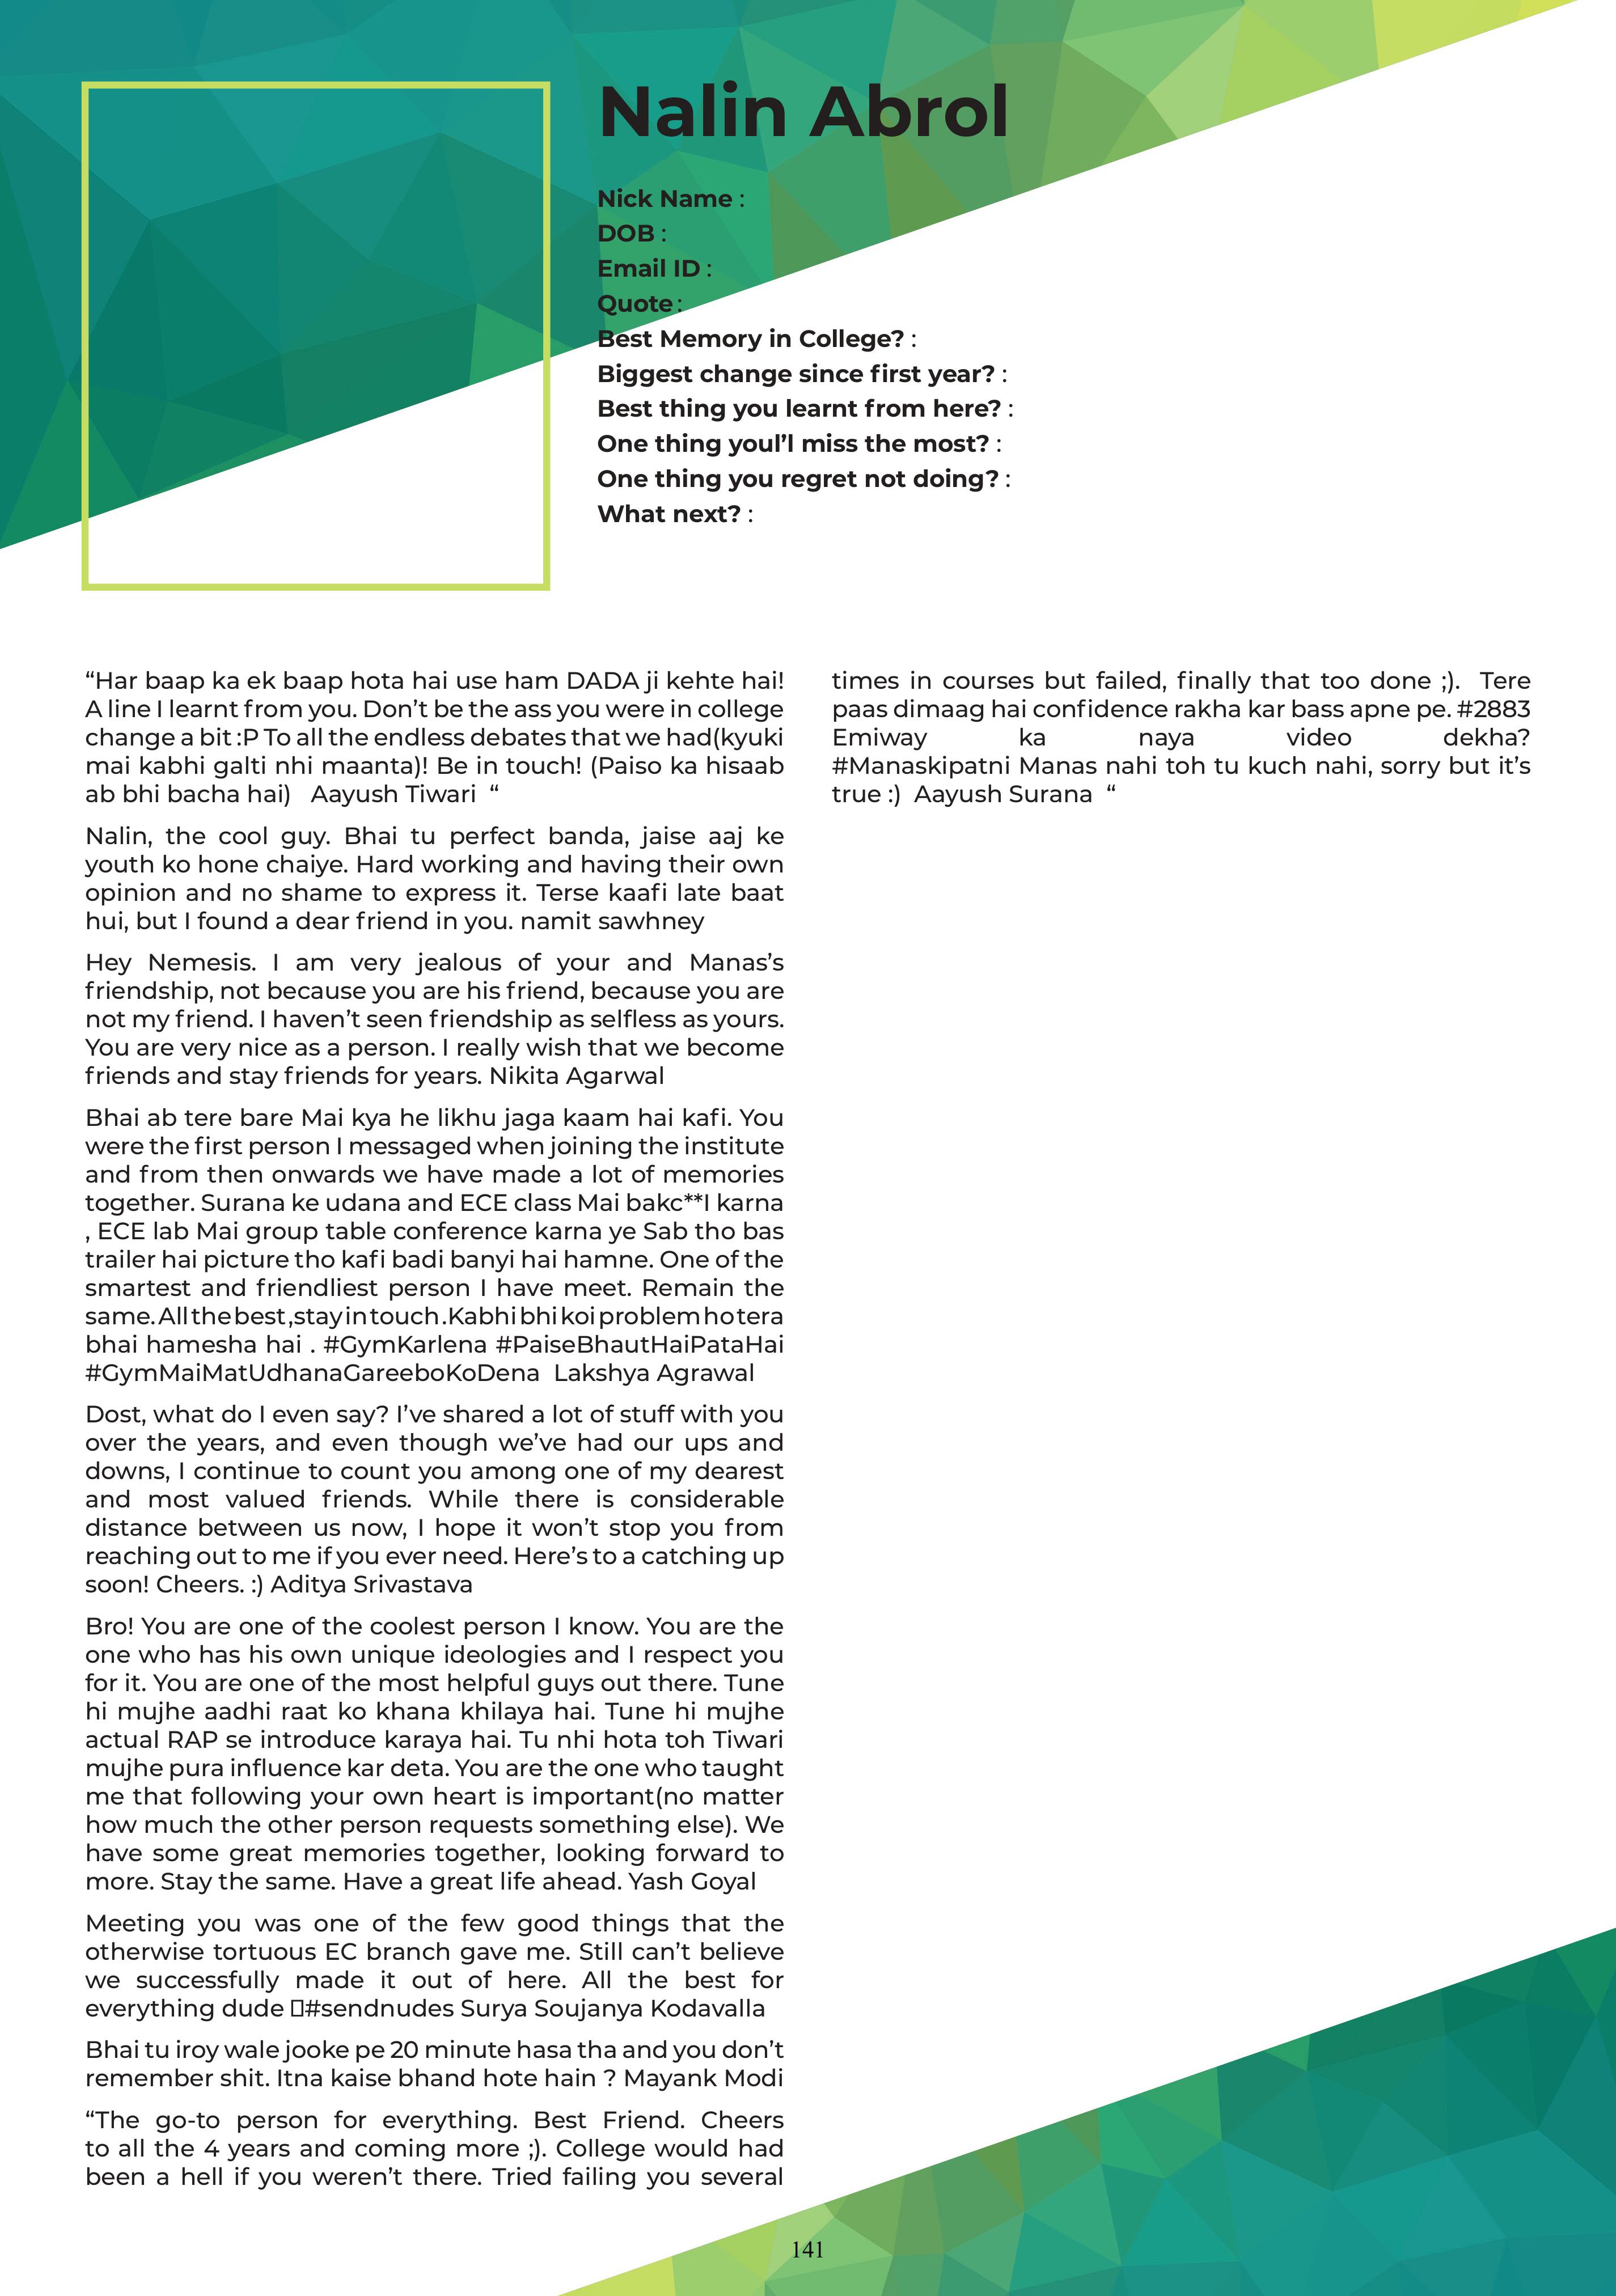 Nalin Abrol
Nick Name :
DOB :
Email ID :
Quote :
Best Memory in College? :
Biggest change since first year? :
Best thing you learnt from here? :
One thing youl’l miss the most? :
One thing you regret not doing? :
What next? :
“Har baap ka ek baap hota hai use ham DADA ji kehte hai!
A line I learnt from you. Don’t be the ass you were in college
change a bit :P To all the endless debates that we had(kyuki
mai kabhi galti nhi maanta)! Be in touch! (Paiso ka hisaab
ab bhi bacha hai) Aayush Tiwari “
Nalin, the cool guy. Bhai tu perfect banda, jaise aaj ke
youth ko hone chaiye. Hard working and having their own
opinion and no shame to express it. Terse kaafi late baat
hui, but I found a dear friend in you. namit sawhney
Hey Nemesis. I am very jealous of your and Manas’s
friendship, not because you are his friend, because you are
not my friend. I haven’t seen friendship as selfless as yours.
You are very nice as a person. I really wish that we become
friends and stay friends for years. Nikita Agarwal
Bhai ab tere bare Mai kya he likhu jaga kaam hai kafi. You
were the first person I messaged when joining the institute
and from then onwards we have made a lot of memories
together. Surana ke udana and ECE class Mai bakc**I karna
, ECE lab Mai group table conference karna ye Sab tho bas
trailer hai picture tho kafi badi banyi hai hamne. One of the
smartest and friendliest person I have meet. Remain the
same. All the best ,stay in touch .Kabhi bhi koi problem ho tera
bhai hamesha hai . #GymKarlena #PaiseBhautHaiPataHai
#GymMaiMatUdhanaGareeboKoDena Lakshya Agrawal
Dost, what do I even say? I’ve shared a lot of stuff with you
over the years, and even though we’ve had our ups and
downs, I continue to count you among one of my dearest
and most valued friends. While there is considerable
distance between us now, I hope it won’t stop you from
reaching out to me if you ever need. Here’s to a catching up
soon! Cheers. :) Aditya Srivastava
Bro! You are one of the coolest person I know. You are the
one who has his own unique ideologies and I respect you
for it. You are one of the most helpful guys out there. Tune
hi mujhe aadhi raat ko khana khilaya hai. Tune hi mujhe
actual RAP se introduce karaya hai. Tu nhi hota toh Tiwari
mujhe pura influence kar deta. You are the one who taught
me that following your own heart is important(no matter
how much the other person requests something else). We
have some great memories together, looking forward to
more. Stay the same. Have a great life ahead. Yash Goyal
Meeting you was one of the few good things that the
otherwise tortuous EC branch gave me. Still can’t believe
we successfully made it out of here. All the best for
everything dude #sendnudes Surya Soujanya Kodavalla
Bhai tu iroy wale jooke pe 20 minute hasa tha and you don’t
remember shit. Itna kaise bhand hote hain ? Mayank Modi
“The go-to person for everything. Best Friend. Cheers
to all the 4 years and coming more ;). College would had
been a hell if you weren’t there. Tried failing you several
times in courses but failed, finally that too done ;). Tere
paas dimaag hai confidence rakha kar bass apne pe. #2883
Emiway ka naya video dekha?
#Manaskipatni Manas nahi toh tu kuch nahi, sorry but it’s
true :) Aayush Surana “
141